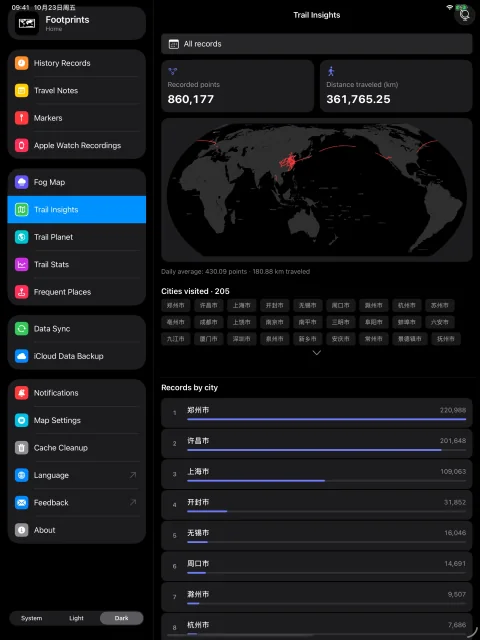 09:41 10月23日周五
Footprints
Home
History Records
Travel Notes
Markers
Apple Watch Recordings
Fog Map
Trail Insights
Trail Planet
Trail Stats
Frequent Places
Data Sync
iCloud Data Backup
Notifications
Map Settings
Cache Cleanup
Language
Feedback
About
System Light Dark
Trail Insights
All records
Recorded points
860,177
Distance traveled (km)
361,765.25
Daily average: 430.09 points · 180.88 km traveled
Cities visited · 205
郑州市 许昌市 上海市 开封市 无锡市 周口市 滁州市 杭州市 苏州市
亳州市 成都市 上饶市 南京市 南平市 三明市 阜阳市 蚌埠市 六安市
九江市 厦门市 深圳市 泉州市 新乡市 安庆市 常州市 景德镇市 抚州市
Records by city
1 郑州市 220,988
2 许昌市 201,648
3 上海市 109,063
4 开封市 31,852
5 无锡市 16,046
6 周口市 14,691
7 滁州市 9,507
8 杭州市 7,686